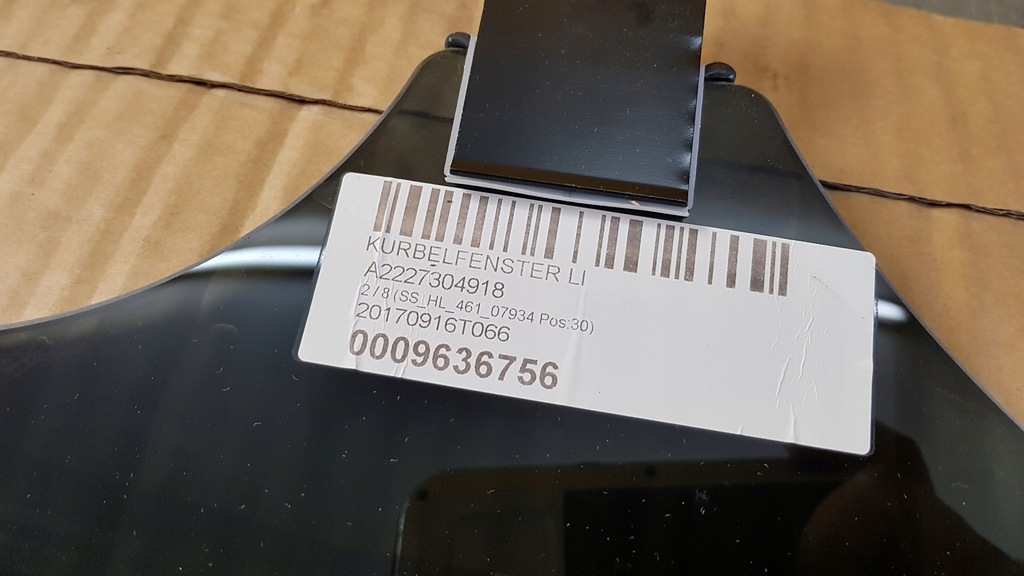 KURBELFENSTER LI
A2227304918
2 / 8 (SS_HL_461_07934 Pos:30)
20170916T066
0009636756